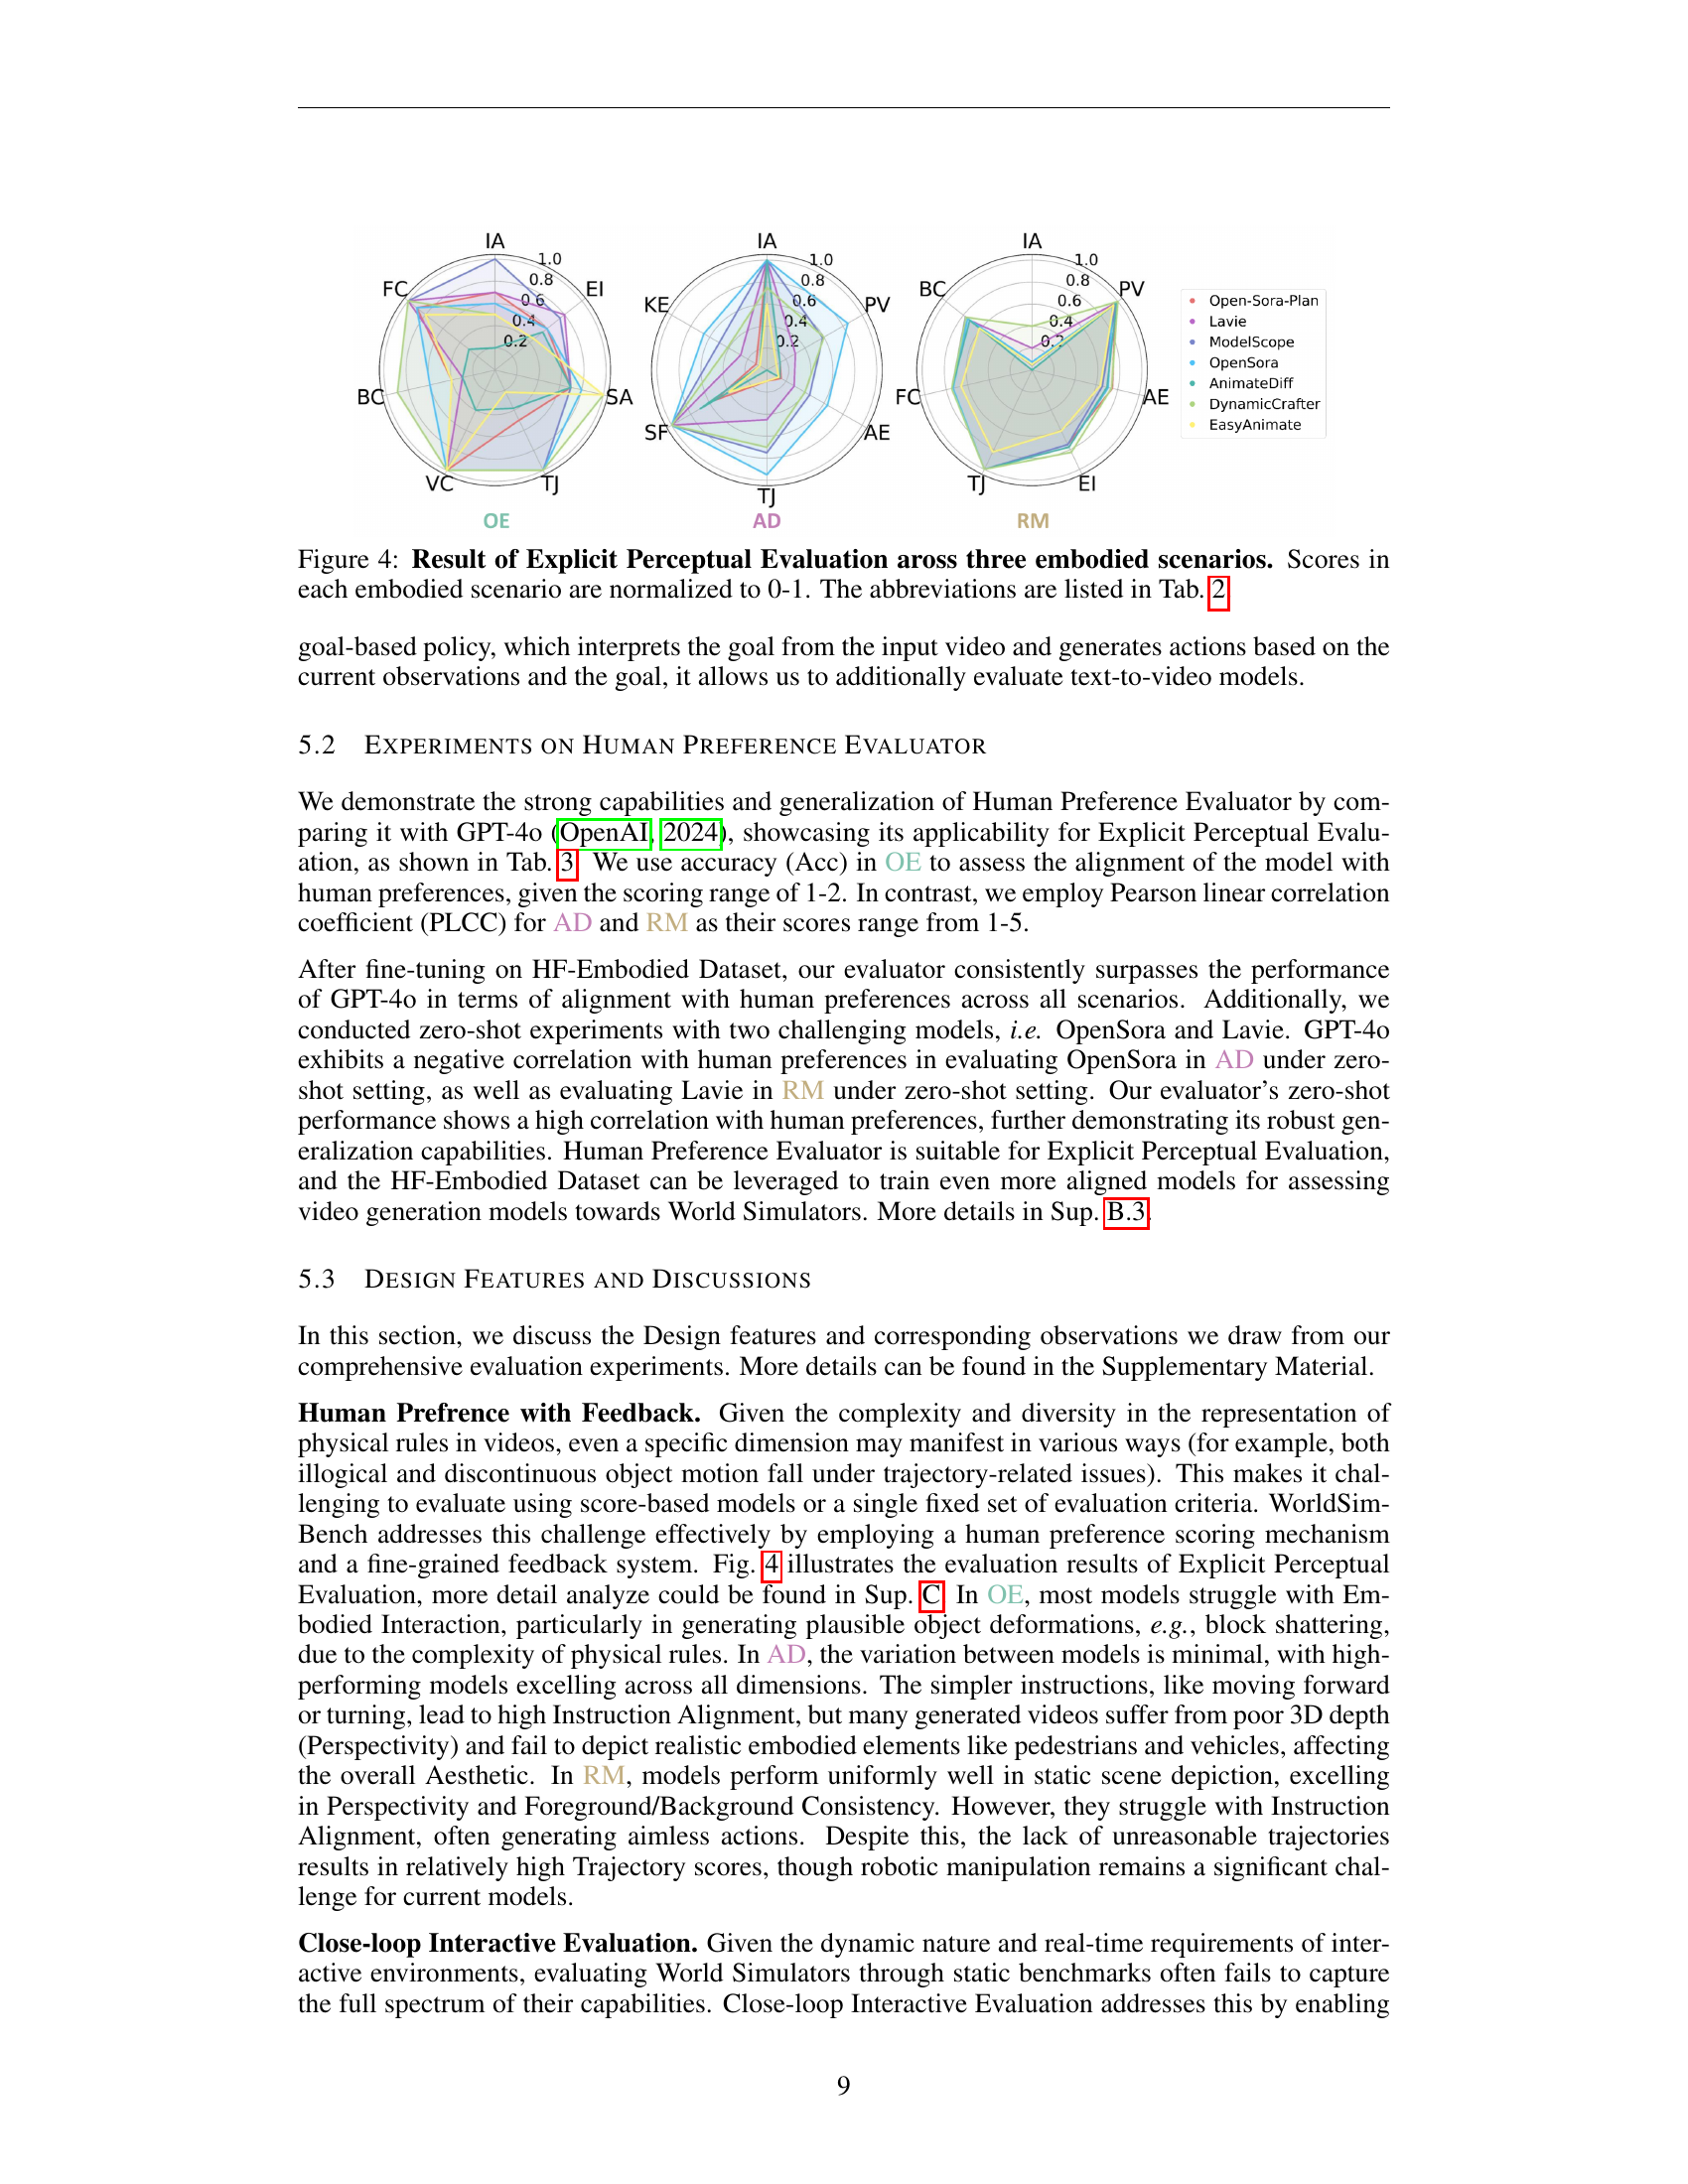 IA
1.0
0.8
0.6
0.4
0.2
EI
SA
TJ
VC
BC
FC
OE
IA
1.0
0.8
0.6
0.4
0.2
PV
AE
TJ
SF
KE
AD
IA
1.0
0.8
0.6
0.4
0.2
PV
AE
EI
TJ
FC
BC
RM
Open-Sora-Plan
Lavie
ModelScope
OpenSora
AnimateDiff
DynamicCrafter
EasyAnimate
Figure 4: Result of Explicit Perceptual Evaluation aross three embodied scenarios. Scores in
each embodied scenario are normalized to 0-1. The abbreviations are listed in Tab. 2
goal-based policy, which interprets the goal from the input video and generates actions based on the
current observations and the goal, it allows us to additionally evaluate text-to-video models.
5.2 EXPERIMENTS ON HUMAN PREFERENCE EVALUATOR
We demonstrate the strong capabilities and generalization of Human Preference Evaluator by com-
paring it with GPT-4o (OpenAI, 2024), showcasing its applicability for Explicit Perceptual Evalu-
ation, as shown in Tab. 3. We use accuracy (Acc) in OE to assess the alignment of the model with
human preferences, given the scoring range of 1-2. In contrast, we employ Pearson linear correlation
coefficient (PLCC) for AD and RM as their scores range from 1-5.
After fine-tuning on HF-Embodied Dataset, our evaluator consistently surpasses the performance
of GPT-4o in terms of alignment with human preferences across all scenarios. Additionally, we
conducted zero-shot experiments with two challenging models, i.e. OpenSora and Lavie. GPT-4o
exhibits a negative correlation with human preferences in evaluating OpenSora in AD under zero-
shot setting, as well as evaluating Lavie in RM under zero-shot setting. Our evaluator's zero-shot
performance shows a high correlation with human preferences, further demonstrating its robust gen-
eralization capabilities. Human Preference Evaluator is suitable for Explicit Perceptual Evaluation,
and the HF-Embodied Dataset can be leveraged to train even more aligned models for assessing
video generation models towards World Simulators. More details in Sup. B.3.
5.3 DESIGN FEATURES AND DISCUSSIONS
In this section, we discuss the Design features and corresponding observations we draw from our
comprehensive evaluation experiments. More details can be found in the Supplementary Material.
Human Prefrence with Feedback. Given the complexity and diversity in the representation of
physical rules in videos, even a specific dimension may manifest in various ways (for example, both
illogical and discontinuous object motion fall under trajectory-related issues). This makes it chal-
lenging to evaluate using score-based models or a single fixed set of evaluation criteria. WorldSim-
Bench addresses this challenge effectively by employing a human preference scoring mechanism
and a fine-grained feedback system. Fig. 4 illustrates the evaluation results of Explicit Perceptual
Evaluation, more detail analyze could be found in Sup. C. In OE, most models struggle with Em-
bodied Interaction, particularly in generating plausible object deformations, e.g., block shattering,
due to the complexity of physical rules. In AD, the variation between models is minimal, with high-
performing models excelling across all dimensions. The simpler instructions, like moving forward
or turning, lead to high Instruction Alignment, but many generated videos suffer from poor 3D depth
(Perspectivity) and fail to depict realistic embodied elements like pedestrians and vehicles, affecting
the overall Aesthetic. In RM, models perform uniformly well in static scene depiction, excelling
in Perspectivity and Foreground/Background Consistency. However, they struggle with Instruction
Alignment, often generating aimless actions. Despite this, the lack of unreasonable trajectories
results in relatively high Trajectory scores, though robotic manipulation remains a significant chal-
lenge for current models.
Close-loop Interactive Evaluation. Given the dynamic nature and real-time requirements of inter-
active environments, evaluating World Simulators through static benchmarks often fails to capture
the full spectrum of their capabilities. Close-loop Interactive Evaluation addresses this by enabling
9